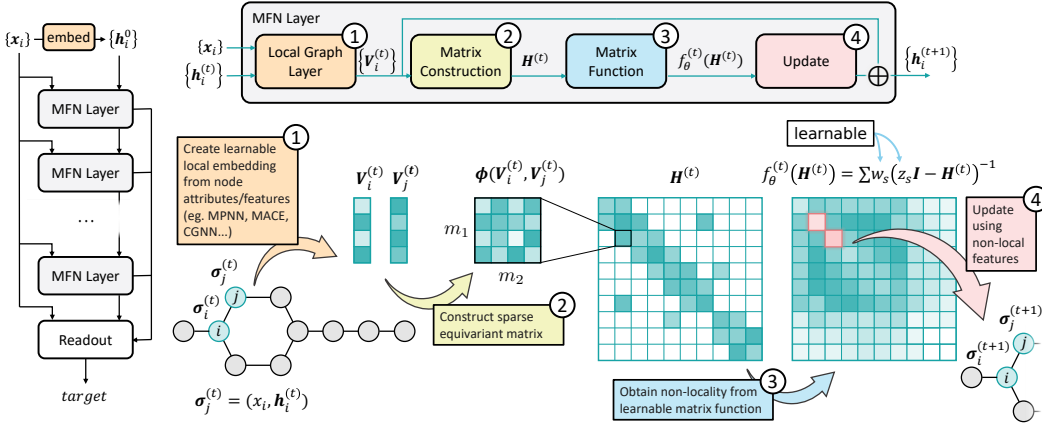 {x_i}
embed
{h_i^0}
MFN Layer
MFN Layer
...
MFN Layer
Readout
target
MFN Layer
{x_i}
{h_i^(t)}
1
Local Graph
Layer
{V_i^(t)}
2
Matrix
Construction
H^(t)
3
Matrix
Function
f_θ^(t)(H^(t))
4
Update
⊕
{h_i^(t+1)}
1
Create learnable
local embedding
from node
attributes/features
(eg. MPNN, MACE,
CGNN...)
σ_j^(t)
σ_i^(t)
j
i
σ_j^(t) = (x_i, h_i^(t))
V_i^(t) V_j^(t)
ϕ(V_i^(t), V_j^(t))
m_1
m_2
2
Construct sparse
equivariant matrix
H^(t)
3
Obtain non-locality from
learnable matrix function
learnable
f_θ^(t)(H^(t)) = ∑ w_s(z_s I − H^(t))^−1
4
Update
using
non-local
features
σ_j^(t+1)
σ_i^(t+1)
j
i